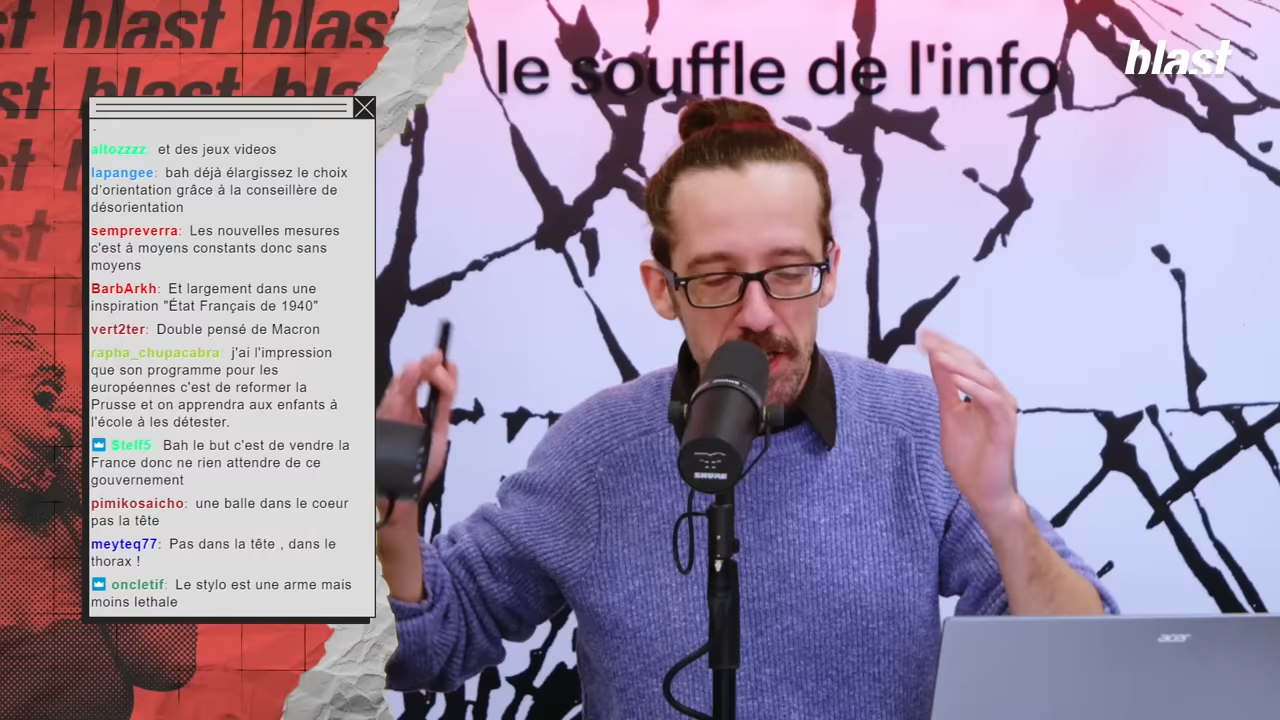 st blast blast
st blast
le souffle de l'info
blast
altozzzz: et des jeux videos
lapangee: bah déjà élargissez le choix
d'orientation grâce à la conseillère de
désorientation
sempreverra: Les nouvelles mesures
c'est à moyens constants donc sans
moyens
BarbArkh: Et largement dans une
inspiration "État Français de 1940"
vert2ter: Double pensé de Macron
rapha_chupacabra: j'ai l'impression
que son programme pour les
européennes c'est de reformer la
Prusse et on apprendra aux enfants à
l'école à les détester.
Stelf5 Bah le but c'est de vendre la
France donc ne rien attendre de ce
gouvernement
pimikosaicho: une balle dans le coeur
pas la tête
meyteq77: Pas dans la tête , dans le
thorax !
oncletif: Le stylo est une arme mais
moins lethale
SHURE
acer